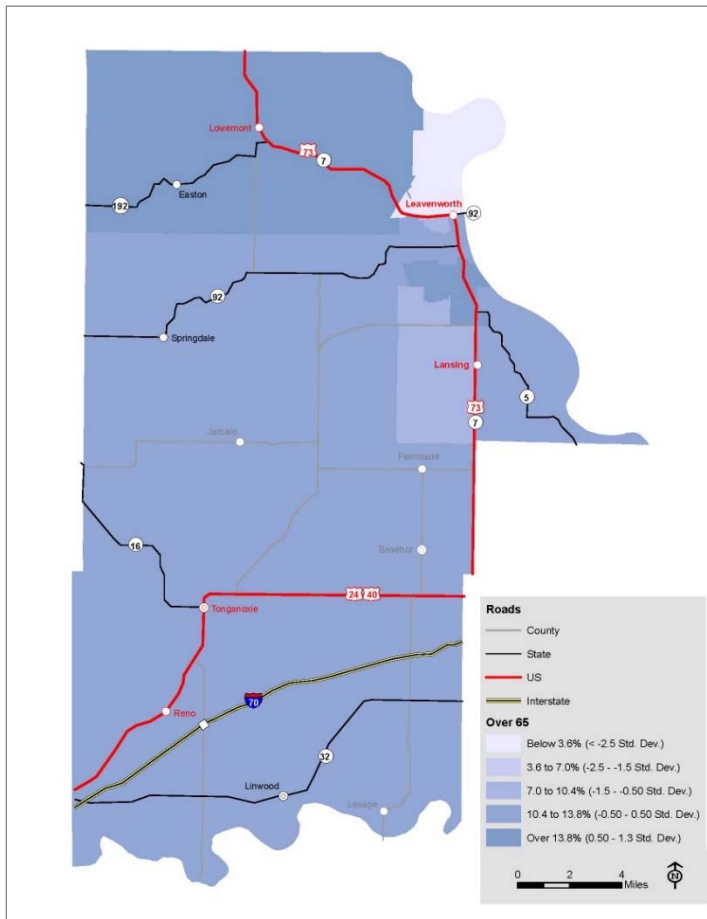 Lowemont
73
7
Easton
192
Leavenworth
92
92
Springdale
Lansing
5
73
7
Jarbalo
Fairmount
16
Basehor
24 40
Tonganoxie
Reno
70
32
Linwood
Lenape
Roads
County
State
US
Interstate
Over 65
Below 3.6% (< -2.5 Std. Dev.)
3.6 to 7.0% (-2.5 - -1.5 Std. Dev.)
7.0 to 10.4% (-1.5 - -0.50 Std. Dev.)
10.4 to 13.8% (-0.50 - 0.50 Std. Dev.)
Over 13.8% (0.50 - 1.3 Std. Dev.)
N
0 2 4
Miles